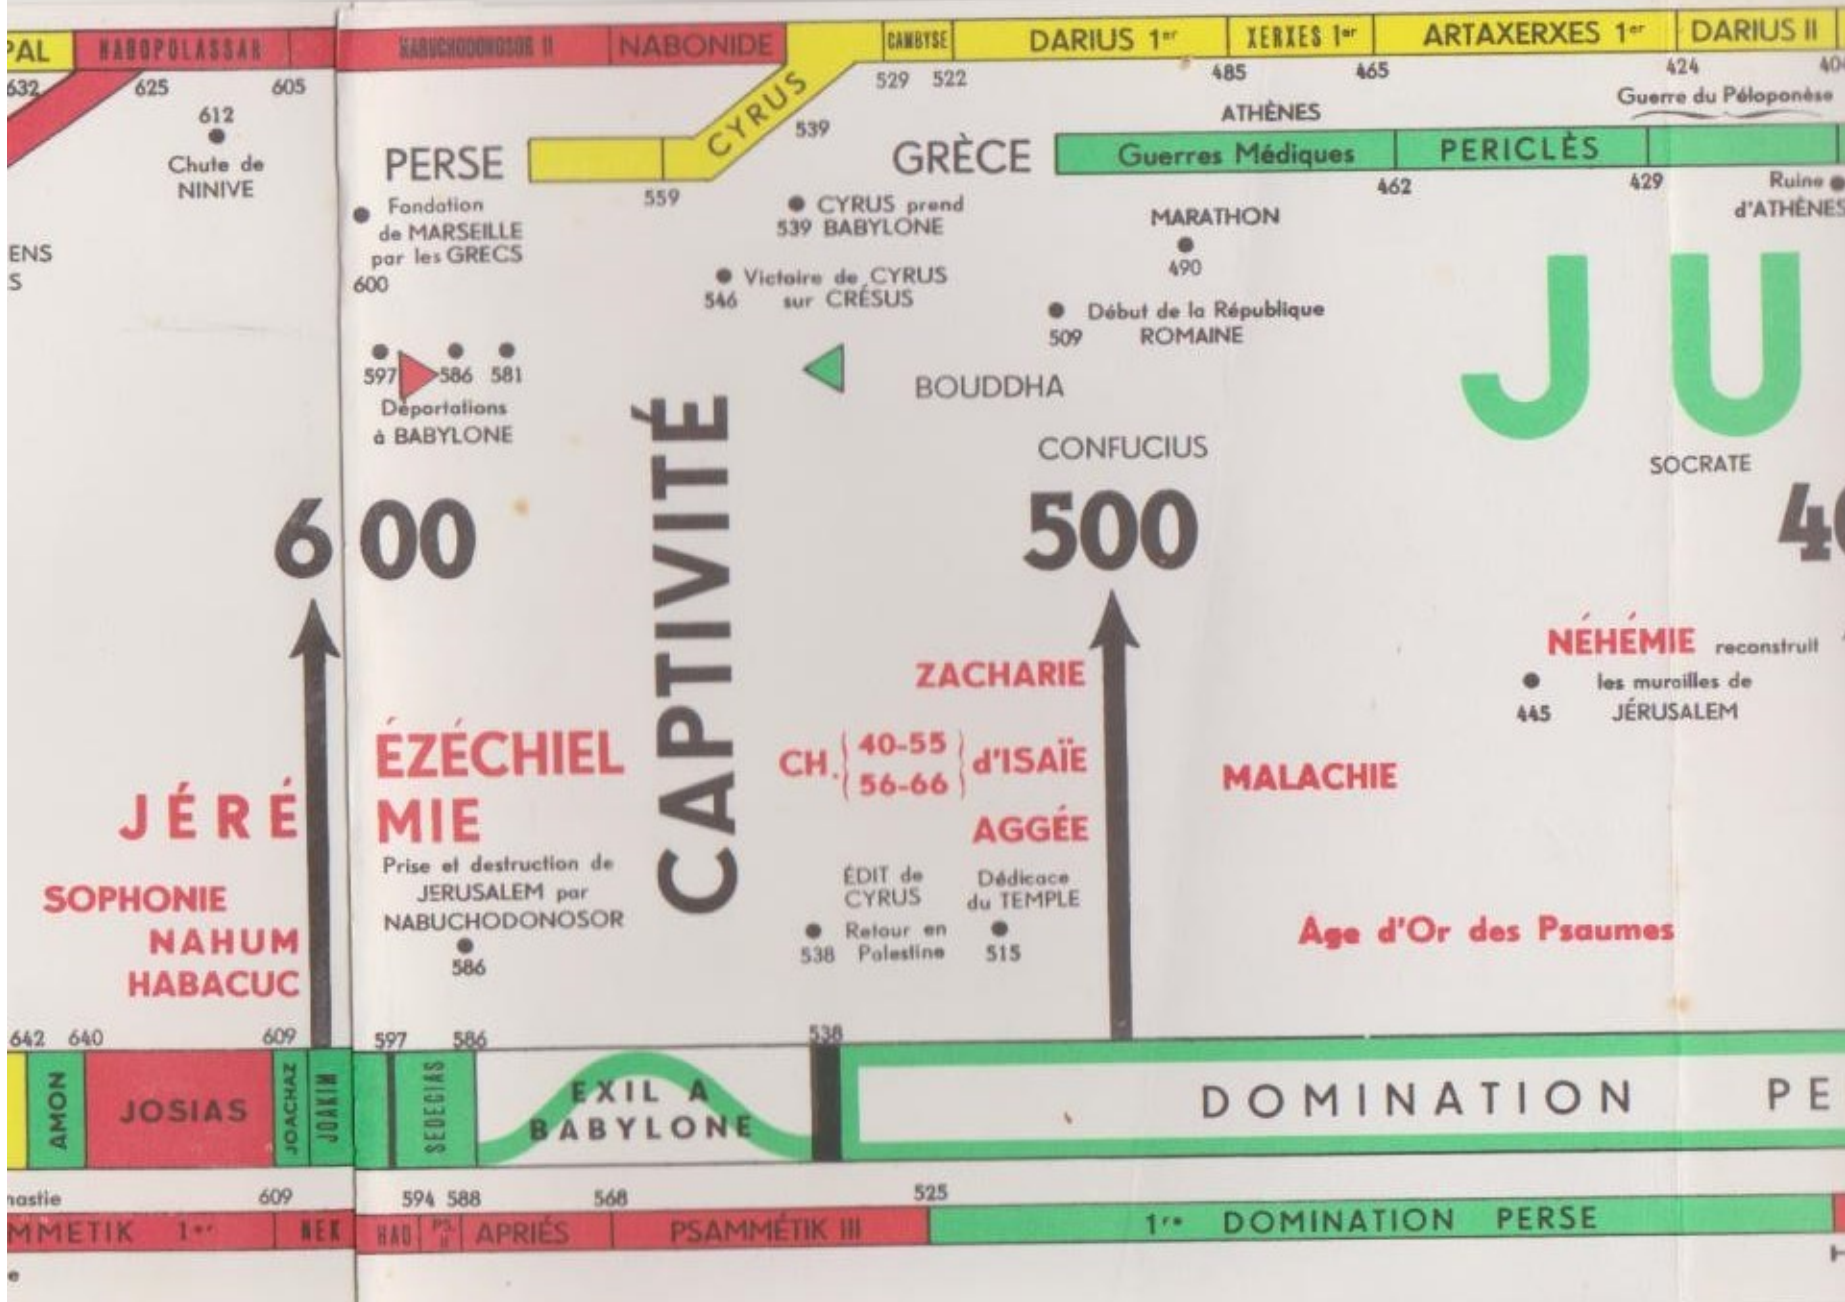 PAL NABOPOLASSAR NABUCHODONOSOR II NABONIDE CAMBYSE DARIUS 1er XERXES 1er ARTAXERXES 1er DARIUS II
632 625 605 529 522 485 465 424 404
CYRUS
539
559
612
Chute de
NINIVE
PERSE
Fondation
de MARSEILLE
par les GRECS
600
GRÈCE
ATHÈNES
Guerre du Péloponèse
Guerres Médiques PERICLÈS
462 429
Ruine
d'ATHÈNES
CYRUS prend
539 BABYLONE
MARATHON
490
ENS
S
Victoire de CYRUS
546 sur CRÉSUS
Début de la République
509 ROMAINE
JU
597 586 581
Déportations
à BABYLONE
BOUDDHA
CONFUCIUS
SOCRATE
CAPTIVITÉ
600 500 40
NÉHÉMIE reconstruit
les murailles de
445 JÉRUSALEM
ZACHARIE
ÉZÉCHIEL
CH. 40-55 d'ISAÏE
56-66
MALACHIE
JÉRÉ MIE
AGGÉE
Prise et destruction de
JERUSALEM par
NABUCHODONOSOR
586
ÉDIT de
CYRUS
Retour en
538 Palestine
Dédicace
du TEMPLE
515
SOPHONIE
NAHUM
HABACUC
Age d'Or des Psaumes
642 640 609 597 586 538
AMON JOSIAS JOACHAZ JOAKIM SEDECIAS
EXIL A
BABYLONE
DOMINATION PE
nastie 609 594 588 568 525
MMETIK 1er NEK HAO PS. II APRIÉS PSAMMÉTIK III 1re DOMINATION PERSE
e